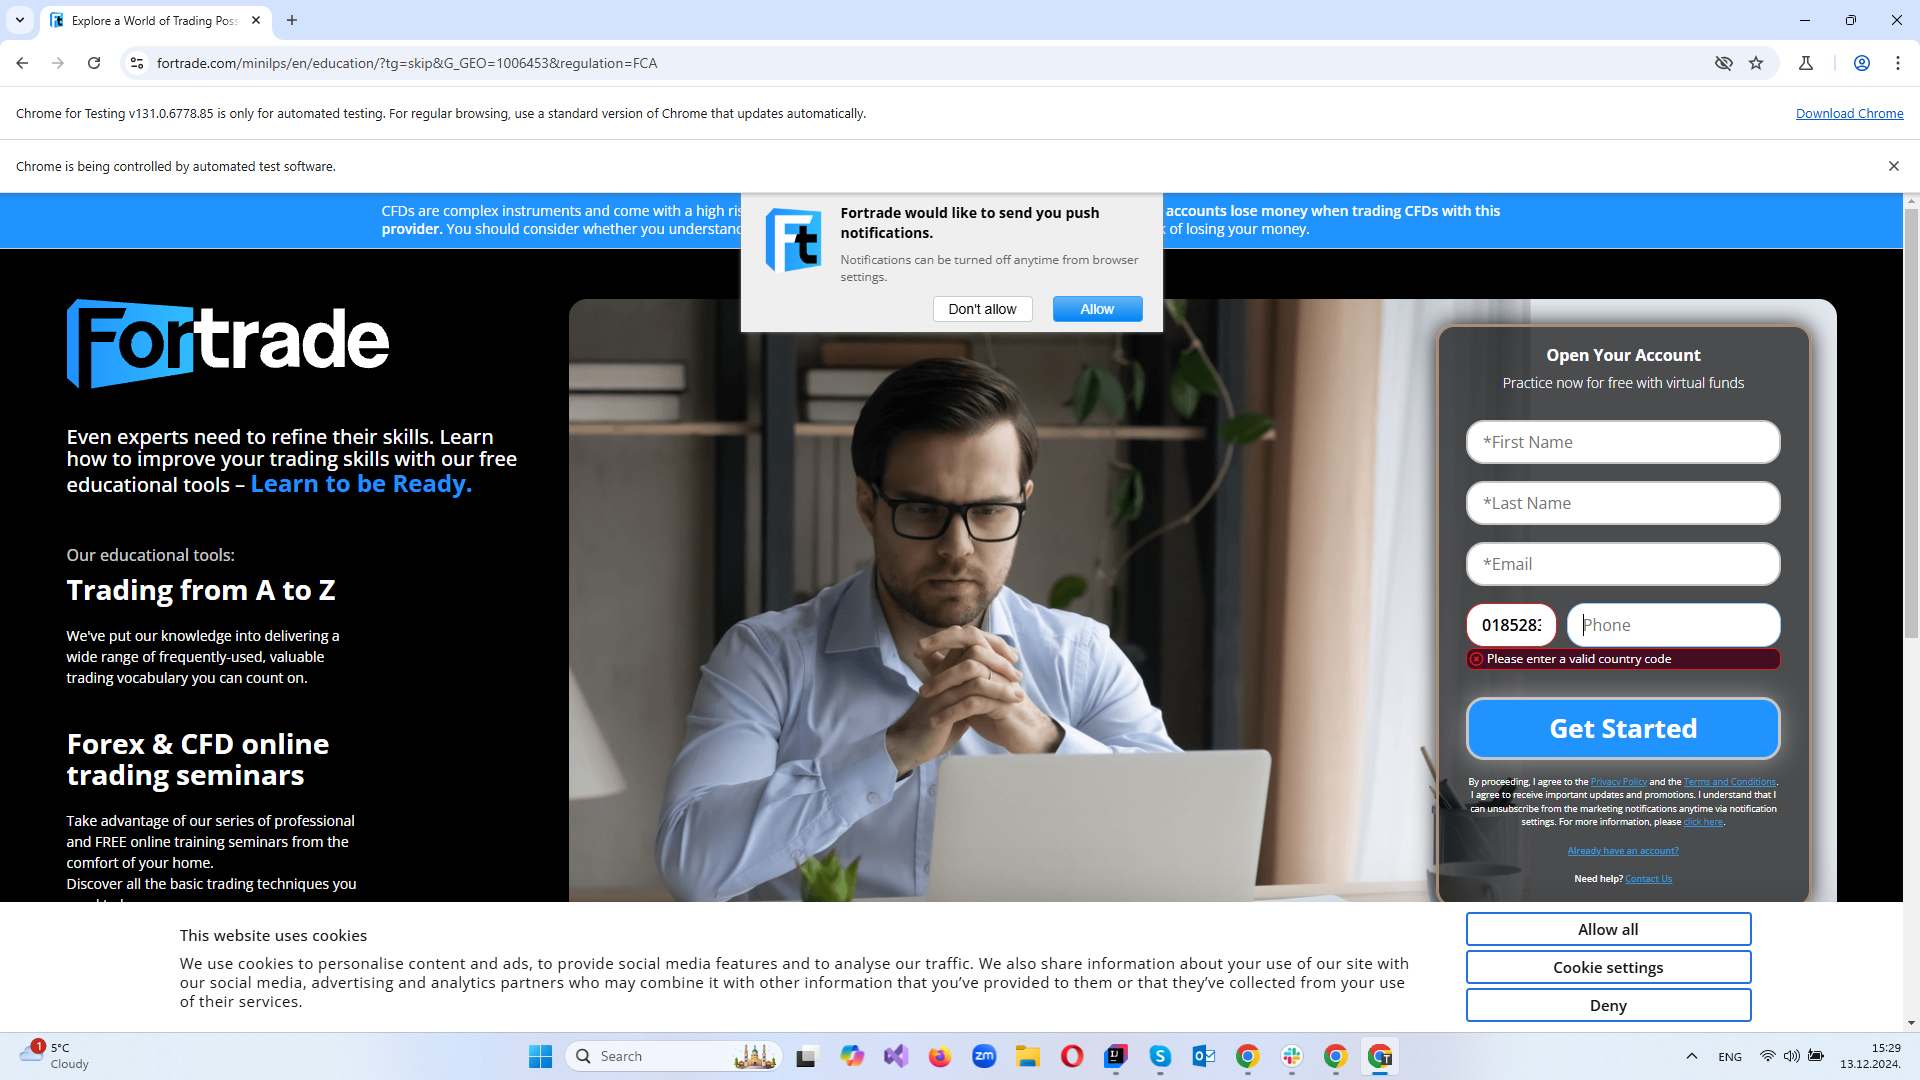 Explore a World of Trading Poss
fortrade.com/minilps/en/education/?tg=skip&G_GEO=1006453&regulation=FCA
Chrome for Testing v131.0.6778.85 is only for automated testing. For regular browsing, use a standard version of Chrome that updates automatically.
Download Chrome
Chrome is being controlled by automated test software.
CFDs are complex instruments and come with a high ris
accounts lose money when trading CFDs with this
provider. You should consider whether you understand
of losing your money.
Ft
Fortrade would like to send you push
notifications.
Notifications can be turned off anytime from browser
settings.
Don't allow
Allow
Fortrade
Even experts need to refine their skills. Learn
how to improve your trading skills with our free
educational tools – Learn to be Ready.
Our educational tools:
Trading from A to Z
We've put our knowledge into delivering a
wide range of frequently-used, valuable
trading vocabulary you can count on.
Forex & CFD online
trading seminars
Take advantage of our series of professional
and FREE online training seminars from the
comfort of your home.
Discover all the basic trading techniques you
Open Your Account
Practice now for free with virtual funds
*First Name
*Last Name
*Email
018528
Phone
Please enter a valid country code
Get Started
By proceeding, I agree to the Privacy Policy and the Terms and Conditions.
I agree to receive important updates and promotions. I understand that I
can unsubscribe from the marketing notifications anytime via notification
settings. For more information, please click here.
Already have an account?
Need help? Contact Us
This website uses cookies
We use cookies to personalise content and ads, to provide social media features and to analyse our traffic. We also share information about your use of our site with
our social media, advertising and analytics partners who may combine it with other information that you've provided to them or that they've collected from your use
of their services.
Allow all
Cookie settings
Deny
1
5°C
Cloudy
Search
zm
ENG
15:29
13.12.2024.